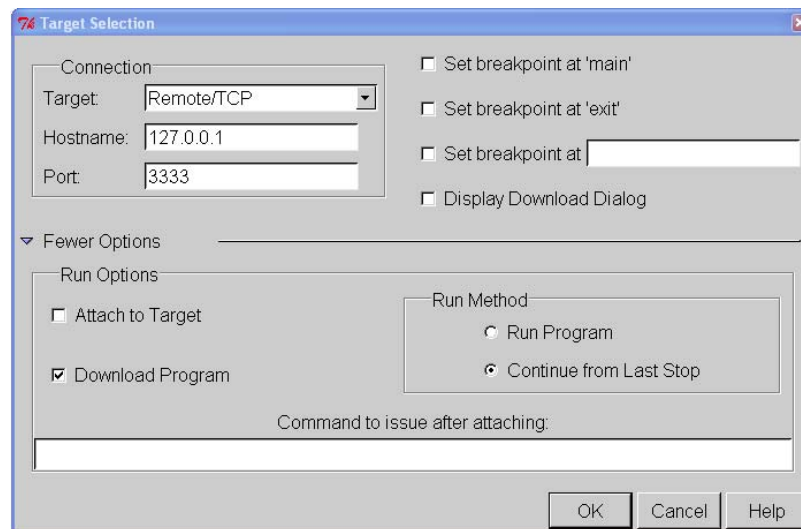 Target Selection
Connection
Target: Remote/TCP
Hostname: 127.0.0.1
Port: 3333
Set breakpoint at 'main'
Set breakpoint at 'exit'
Set breakpoint at
Display Download Dialog
Fewer Options
Run Options
Attach to Target
Download Program
Run Method
Run Program
Continue from Last Stop
Command to issue after attaching:
OK Cancel Help